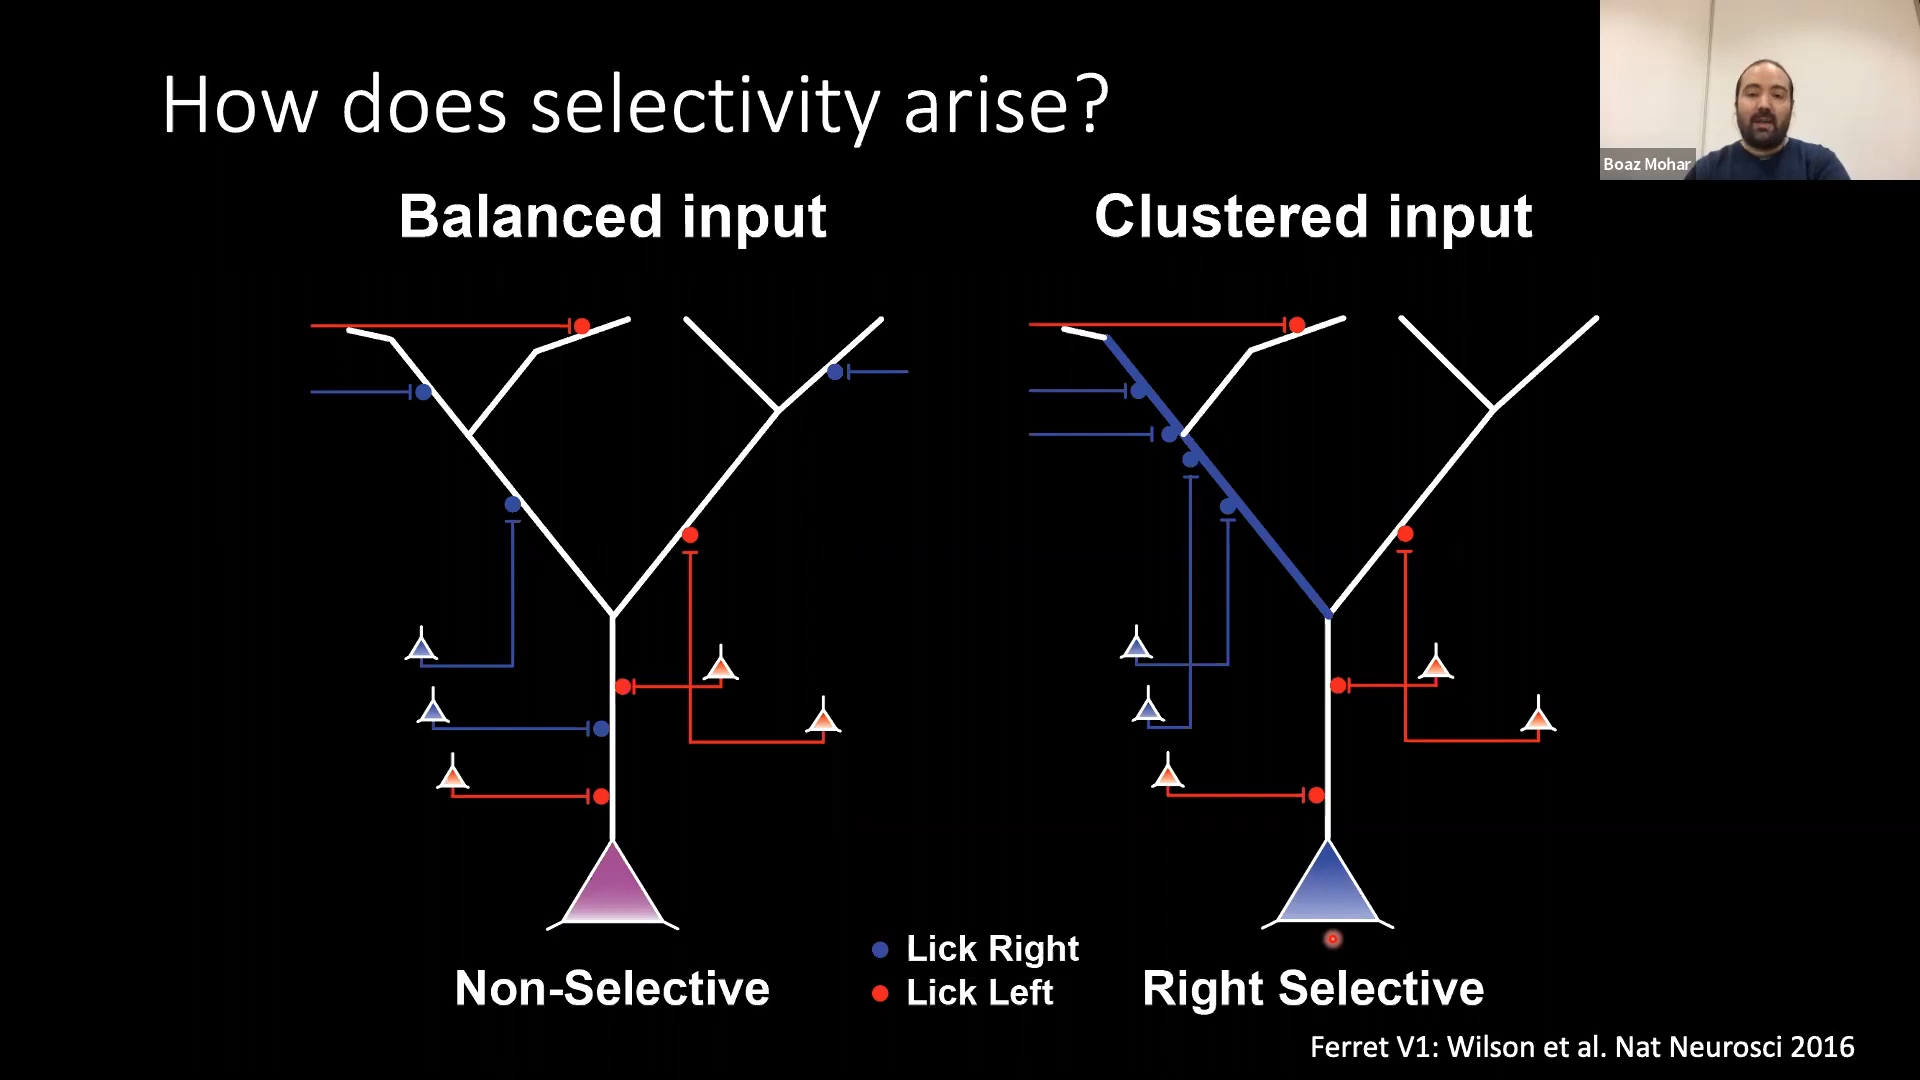 How does selectivity arise?
Boaz Mohar
Balanced input
Clustered input
Lick Right
Lick Left
Non-Selective
Right Selective
Ferret V1: Wilson et al. Nat Neurosci 2016